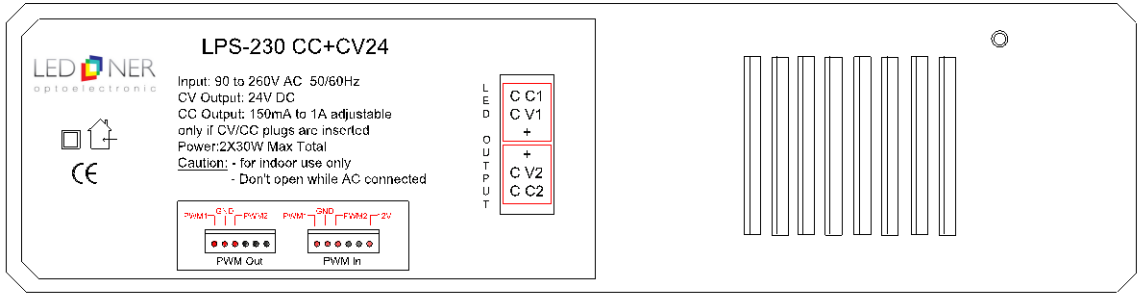 LPS-230 CC+CV24
LED NER
optoelectronic
Input: 90 to 260V AC 50/60Hz
CV Output: 24V DC
CC Output: 150mA to 1A adjustable
only if CV/CC plugs are inserted
Power:2X30W Max Total
Caution: - for indoor use only
- Don't open while AC connected
CE
LED OUTPUT
C C1
C V1
+
+
C V2
C C2
PWM1 GND PWM2
PWM Out
PWM1 GND PWM2 12V
PWM In